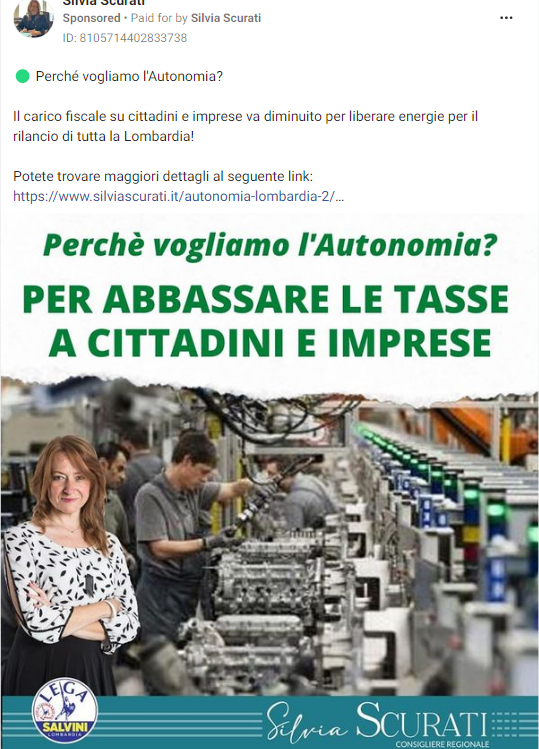 Silvia Scurati
Sponsored • Paid for by Silvia Scurati
ID: 8105714402833738
Perché vogliamo l'Autonomia?
Il carico fiscale su cittadini e imprese va diminuito per liberare energie per il
rilancio di tutta la Lombardia!
Potete trovare maggiori dettagli al seguente link:
https://www.silviascurati.it/autonomia-lombardia-2/...
Perchè vogliamo l'Autonomia?
PER ABBASSARE LE TASSE
A CITTADINI E IMPRESE
LEGA
SALVINI
LOMBARDIA
Silvia SCURATI
CONSIGLIERE REGIONALE